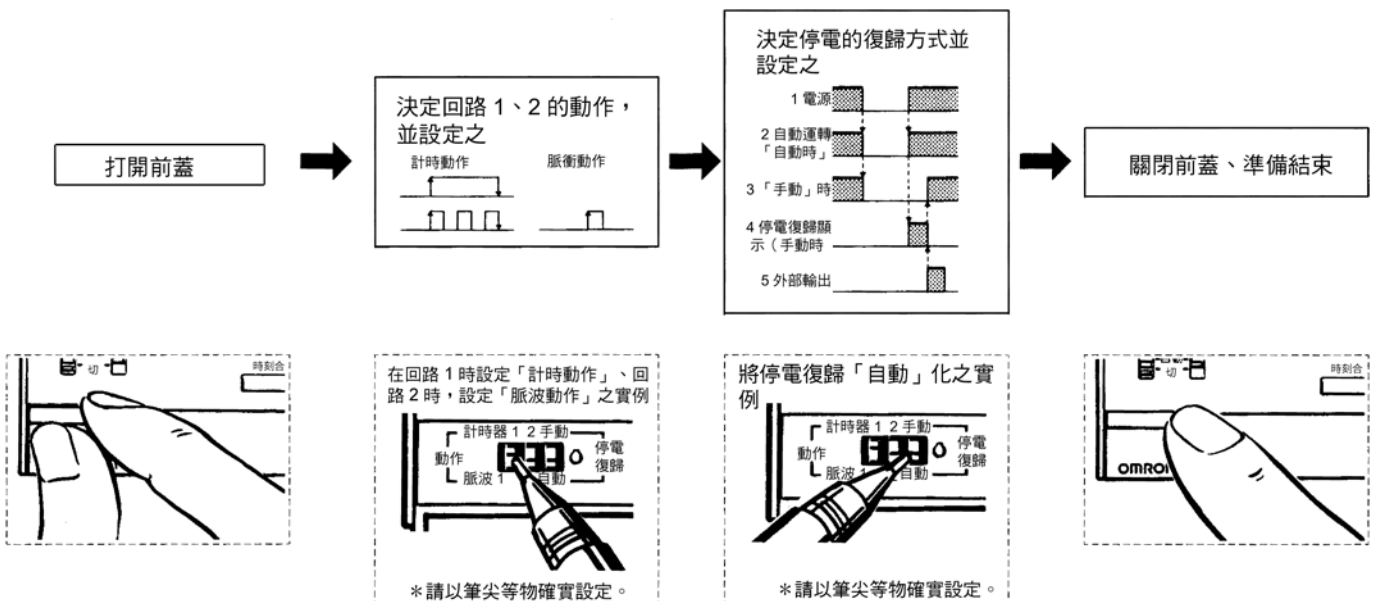 打開前蓋
決定回路 1、2 的動作，
並設定之
計時動作
脈衝動作
決定停電的復歸方式並
設定之
1 電源
2 自動運轉
「自動時」
3 「手動」時
4 停電復歸顯
示（手動時
5 外部輸出
關閉前蓋、準備結束
切
時刻合
在回路 1 時設定「計時動作」、回
路 2 時，設定「脈波動作」之實例
計時器 1 2 手動
動作
停電
復歸
脈波 1
自動
＊請以筆尖等物確實設定。
將停電復歸「自動」化之實
例
計時器 1 2 手動
動作
停電
復歸
脈波 1
自動
＊請以筆尖等物確實設定。
自動
切
時刻合
OMRO